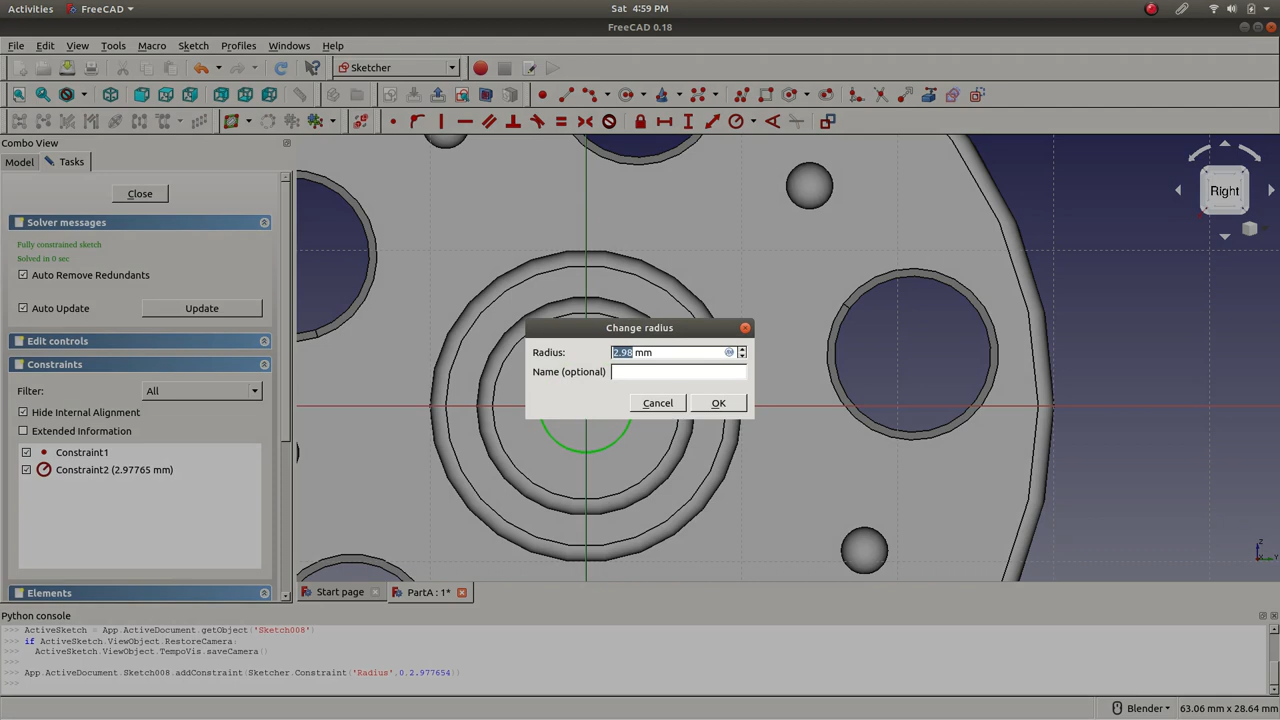 Activities
FreeCAD
Sat 4:59 PM
FreeCAD 0.18
File Edit View Tools Macro Sketch Profiles Windows Help
Sketcher
Combo View
Model Tasks
Close
Right
Solver messages
Fully constrained sketch
Solved in 0 sec
Auto Remove Redundants
Auto Update Update
Edit controls
Constraints
Filter: All
Hide Internal Alignment
Extended Information
Constraint1
Constraint2 (2.97765 mm)
Elements
Change radius
Radius: 2.98 mm
Name (optional)
Cancel OK
Start page
PartA : 1*
Python console
>>> ActiveSketch = App.ActiveDocument.getObject('Sketch008')
>>> if ActiveSketch.ViewObject.RestoreCamera:
>>>   ActiveSketch.ViewObject.TempoVis.saveCamera()
>>>
>>> App.ActiveDocument.Sketch008.addConstraint(Sketcher.Constraint('Radius',0,2.977654))
>>>
Blender
63.06 mm x 28.64 mm